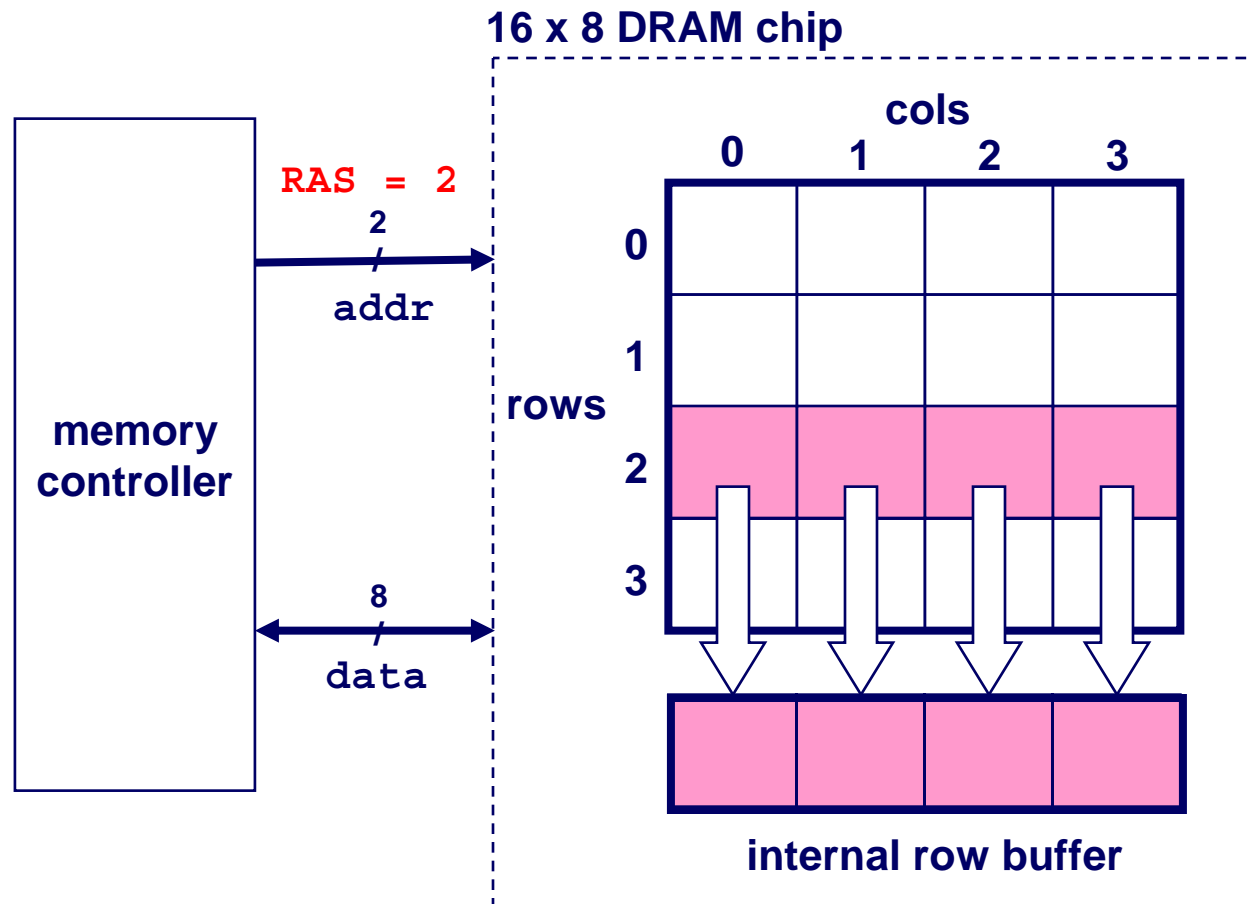 16 x 8 DRAM chip
cols
0 1 2 3
RAS = 2
2
/
addr
0
1
rows
2
3
memory
controller
8
/
data
internal row buffer